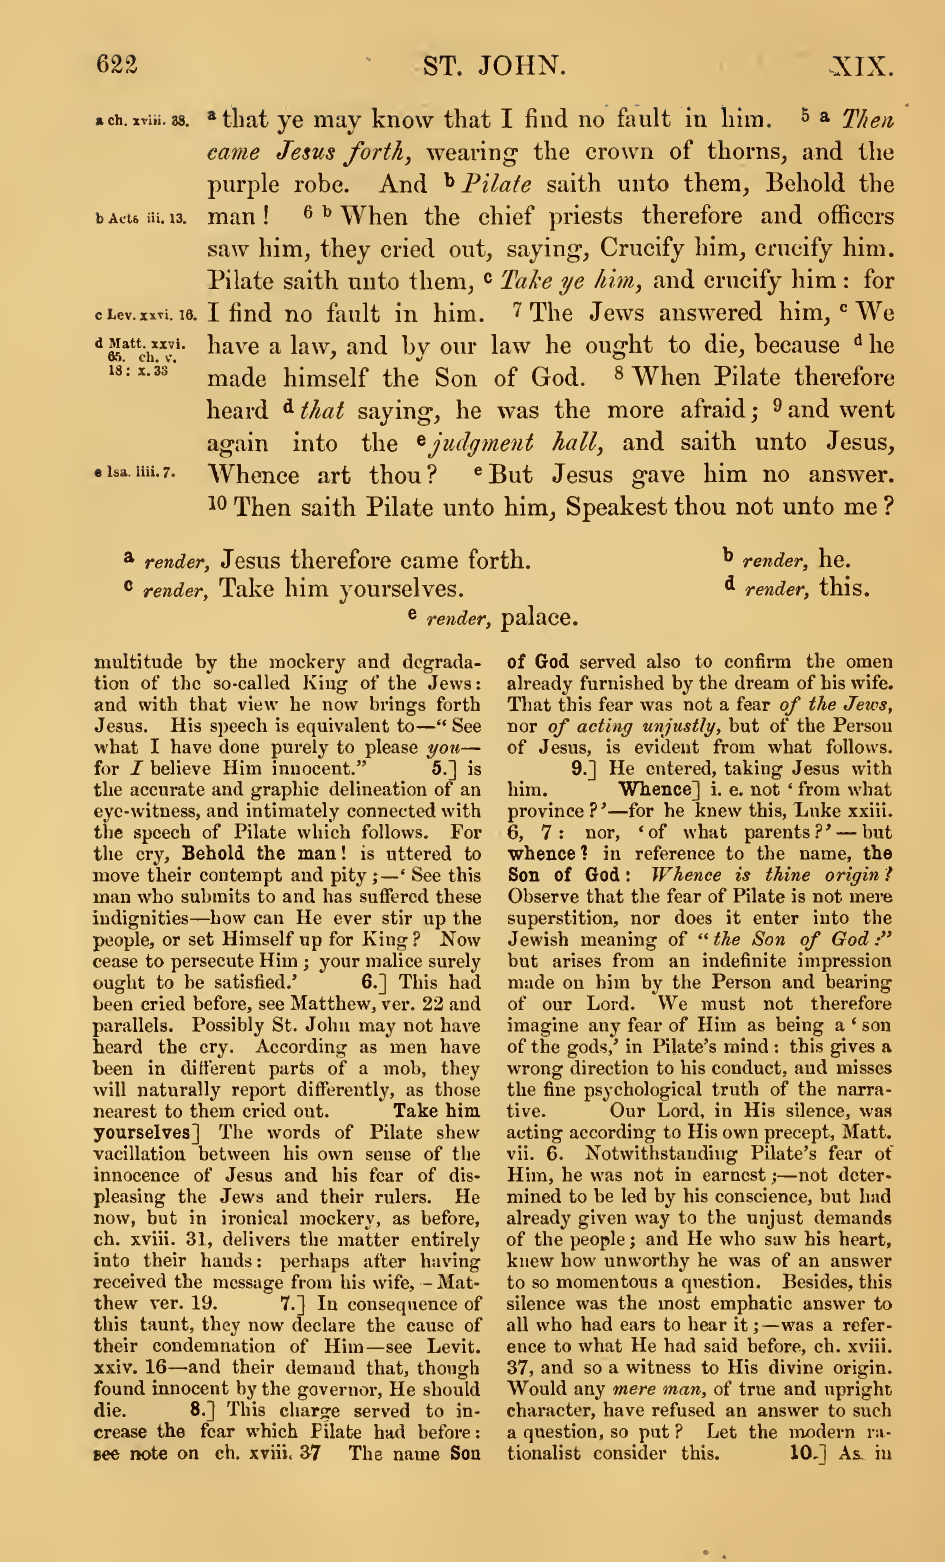 622 ST. JOHN. XIX.
a ch. xviii. 38. a that ye may know that I find no fault in him. 5 a Then
came Jesus forth, wearing the crown of thorns, and the
purple robe. And b Pilate saith unto them, Behold the
b Acts iii. 13. man! 6 b When the chief priests therefore and officers
saw him, they cried out, saying, Crucify him, crucify him.
Pilate saith unto them, c Take ye him, and crucify him: for
c Lev. xxvi. 16. I find no fault in him. 7 The Jews answered him, c We
d Matt. xxvi. have a law, and by our law he ought to die, because d he
65. ch. v.
18: x. 33 made himself the Son of God. 8 When Pilate therefore
heard d that saying, he was the more afraid; 9 and went
again into the e judgment hall, and saith unto Jesus,
e Isa. liii. 7. Whence art thou? e But Jesus gave him no answer.
10 Then saith Pilate unto him, Speakest thou not unto me?
a render, Jesus therefore came forth. b render, he.
c render, Take him yourselves. d render, this.
e render, palace.
multitude by the mockery and degrada-
tion of the so-called King of the Jews:
and with that view he now brings forth
Jesus. His speech is equivalent to—“See
what I have done purely to please you—
for I believe Him innocent.” 5.] is
the accurate and graphic delineation of an
eye-witness, and intimately connected with
the speech of Pilate which follows. For
the cry, Behold the man! is uttered to
move their contempt and pity;—‘See this
man who submits to and has suffered these
indignities—how can He ever stir up the
people, or set Himself up for King? Now
cease to persecute Him; your malice surely
ought to be satisfied.’ 6.] This had
been cried before, see Matthew, ver. 22 and
parallels. Possibly St. John may not have
heard the cry. According as men have
been in different parts of a mob, they
will naturally report differently, as those
nearest to them cried out. Take him
yourselves] The words of Pilate shew
vacillation between his own sense of the
innocence of Jesus and his fear of dis-
pleasing the Jews and their rulers. He
now, but in ironical mockery, as before,
ch. xviii. 31, delivers the matter entirely
into their hands: perhaps after having
received the message from his wife,—Mat-
thew ver. 19. 7.] In consequence of
this taunt, they now declare the cause of
their condemnation of Him—see Levit.
xxiv. 16—and their demand that, though
found innocent by the governor, He should
die. 8.] This charge served to in-
crease the fear which Pilate had before:
see note on ch. xviii. 37 The name Son
of God served also to confirm the omen
already furnished by the dream of his wife.
That this fear was not a fear of the Jews,
nor of acting unjustly, but of the Person
of Jesus, is evident from what follows.
9.] He entered, taking Jesus with
him. Whence] i. e. not ‘from what
province?’—for he knew this, Luke xxiii.
6, 7: nor, ‘of what parents?’—but
whence? in reference to the name, the
Son of God: Whence is thine origin?
Observe that the fear of Pilate is not mere
superstition, nor does it enter into the
Jewish meaning of “the Son of God:”
but arises from an indefinite impression
made on him by the Person and bearing
of our Lord. We must not therefore
imagine any fear of Him as being a ‘son
of the gods,’ in Pilate’s mind: this gives a
wrong direction to his conduct, and misses
the fine psychological truth of the narra-
tive. Our Lord, in His silence, was
acting according to His own precept, Matt.
vii. 6. Notwithstanding Pilate’s fear of
Him, he was not in earnest;—not deter-
mined to be led by his conscience, but had
already given way to the unjust demands
of the people; and He who saw his heart,
knew how unworthy he was of an answer
to so momentous a question. Besides, this
silence was the most emphatic answer to
all who had ears to hear it;—was a refer-
ence to what He had said before, ch. xviii.
37, and so a witness to His divine origin.
Would any mere man, of true and upright
character, have refused an answer to such
a question, so put? Let the modern ra-
tionalist consider this. 10.] As in